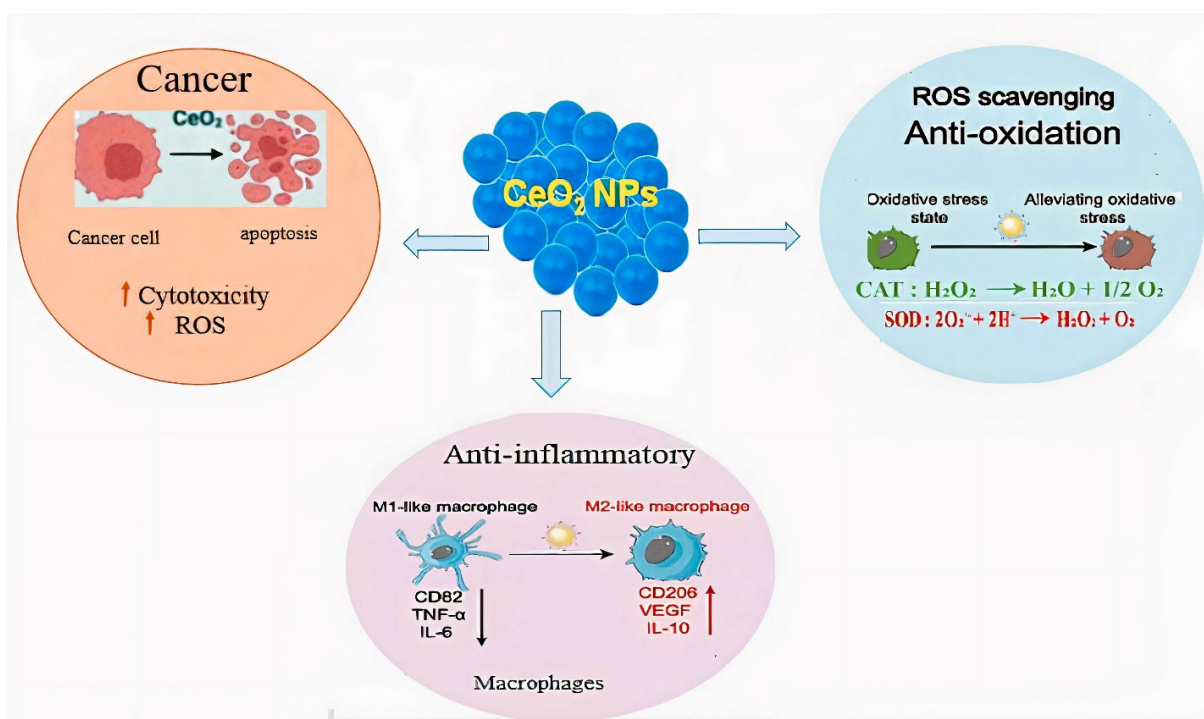 Cancer
CeO₂
Cancer cell
apoptosis
↑ Cytotoxicity
↑ ROS
CeO₂ NPs
ROS scavenging
Anti-oxidation
Oxidative stress
state
Alleviating oxidative
stress
CAT : H₂O₂ → H₂O + 1/2 O₂
SOD : 2O₂˙⁻ + 2H⁺ → H₂O₂ + O₂
Anti-inflammatory
M1-like macrophage
M2-like macrophage
CD82
TNF-α
IL-6
CD206
VEGF
IL-10
Macrophages